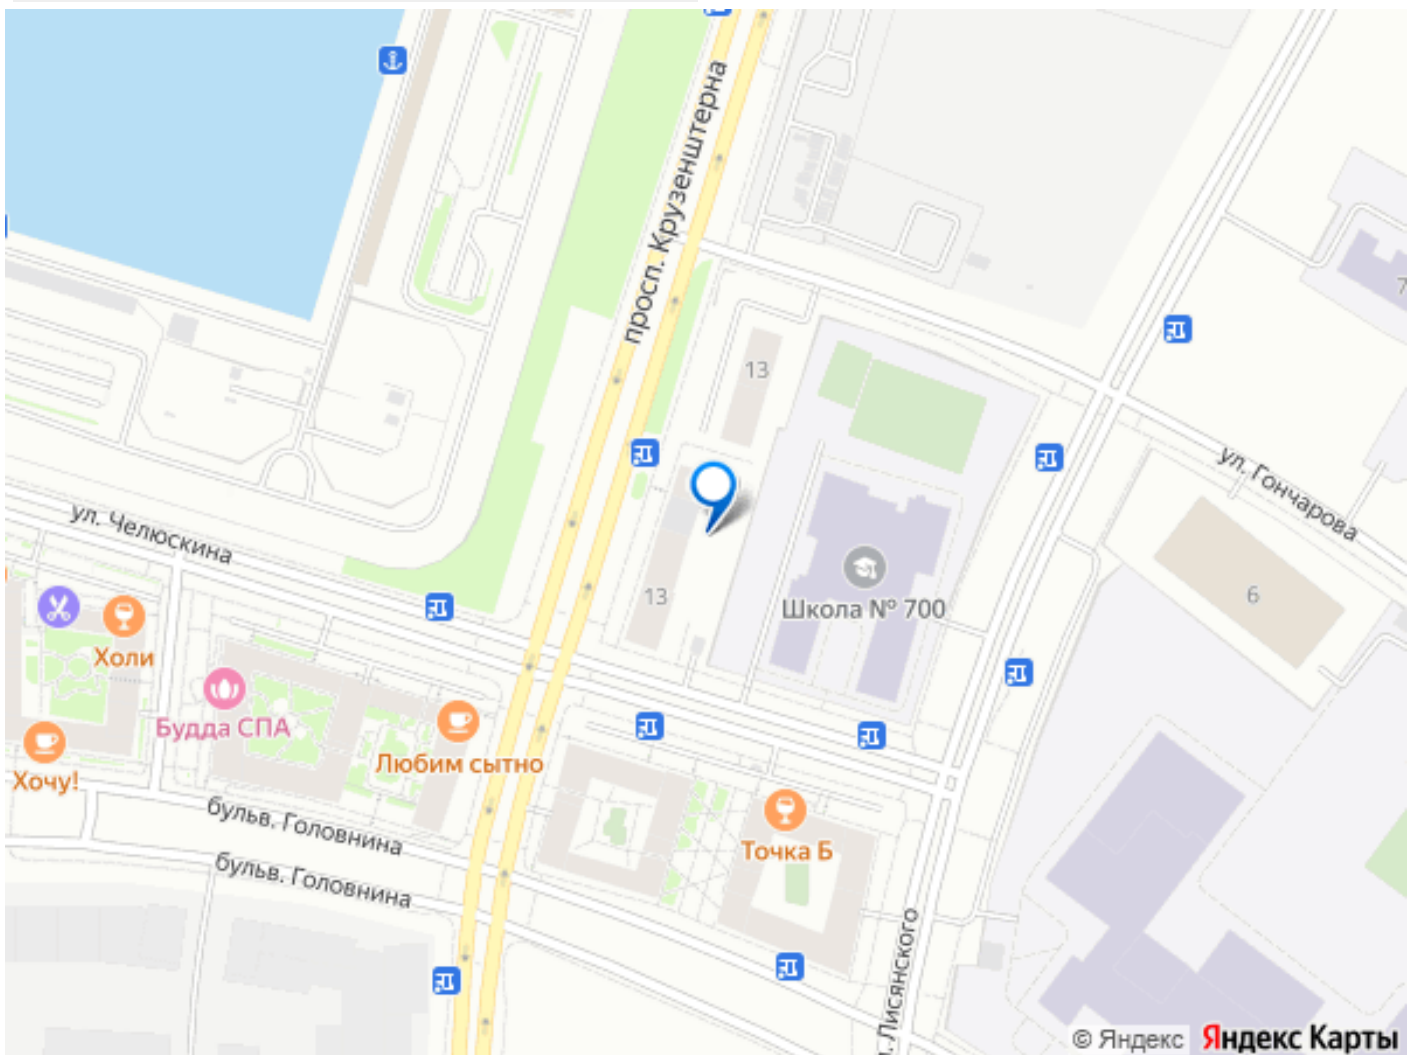 просп. Крузенштерна
13
7
ул. Гончарова
ул. Челюскина
13
Школа № 700
6
Холи
Будда СПА
Любим сытно
Хочу!
бульв. Головнина
Точка Б
бульв. Головнина
. Лисянского
© Яндекс Яндекс Карты